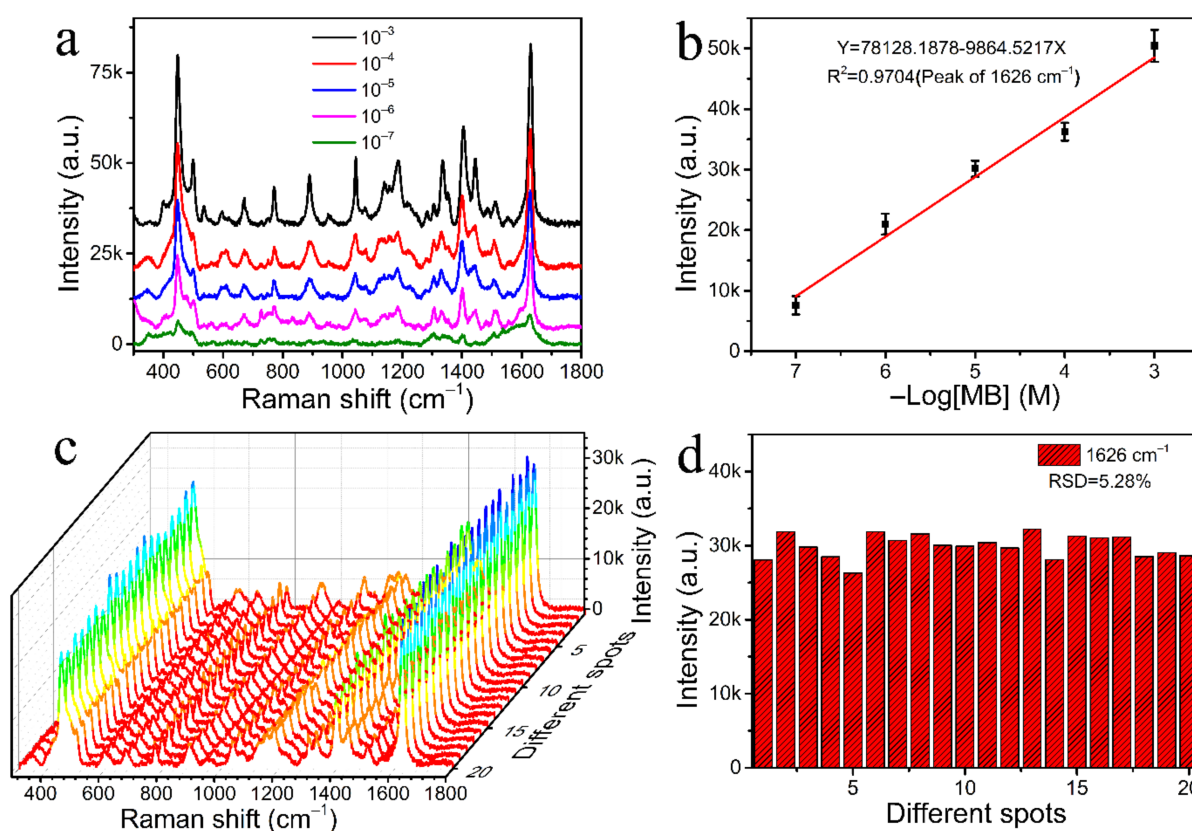 a
10⁻³
10⁻⁴
10⁻⁵
10⁻⁶
10⁻⁷
75k
50k
25k
0
Intensity (a.u.)
400 600 800 1000 1200 1400 1600 1800
Raman shift (cm⁻¹)
b
Y=78128.1878-9864.5217X
R²=0.9704(Peak of 1626 cm⁻¹)
50k
40k
30k
20k
10k
0
Intensity (a.u.)
7 6 5 4 3
–Log[MB] (M)
c
30k
20k
10k
0
Intensity (a.u.)
5
10
15
20
Different spots
400 600 800 1000 1200 1400 1600 1800
Raman shift (cm⁻¹)
d
1626 cm⁻¹
RSD=5.28%
40k
30k
20k
10k
0
Intensity (a.u.)
5 10 15 20
Different spots